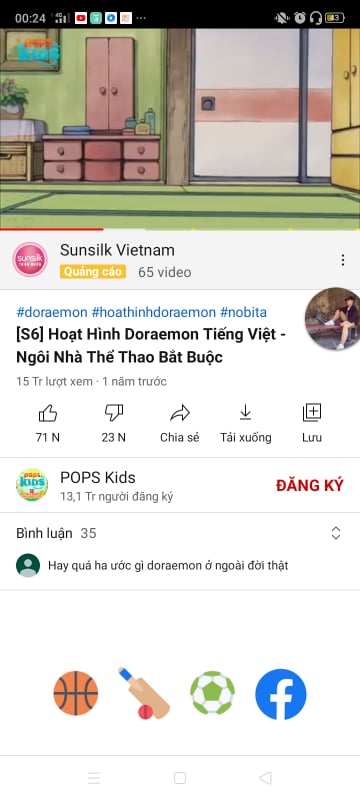 00:24
POPS
KIDS
sunsilk
Sunsilk Vietnam
Quảng cáo 65 video
#doraemon #hoathinhdoraemon #nobita
[S6] Hoạt Hình Doraemon Tiếng Việt -
Ngôi Nhà Thể Thao Bắt Buộc
15 Tr lượt xem · 1 năm trước
71 N 23 N Chia sẻ Tải xuống Lưu
POPS
KIDS
POPS Kids
13,1 Tr người đăng ký
ĐĂNG KÝ
Bình luận 35
Hay quá ha ước gì doraemon ở ngoài đời thật